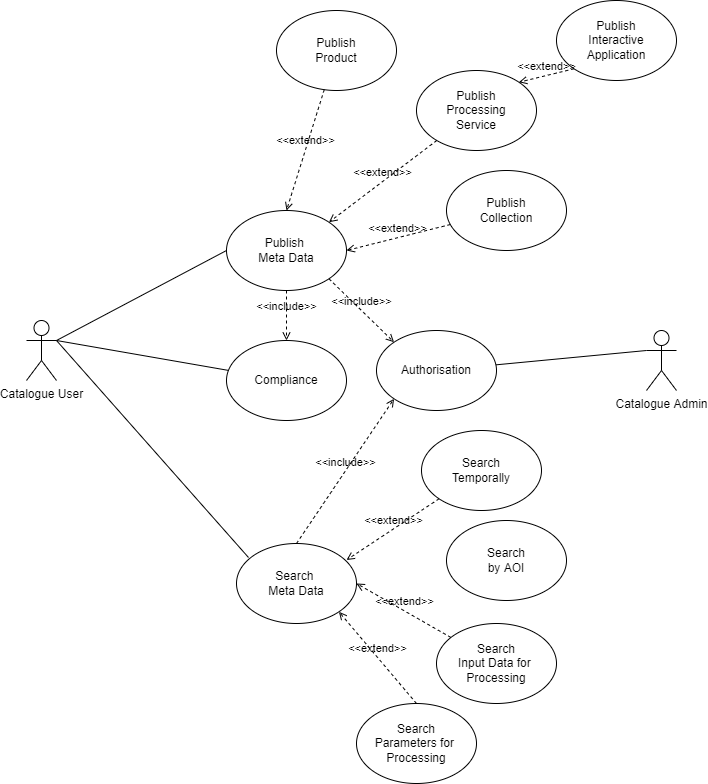 Publish
Product
Publish
Interactive
Application
<<extend>>
Publish
Processing
Service
<<extend>>
<<extend>>
Publish
Collection
<<extend>>
Publish
Meta Data
<<include>>
<<include>>
Catalogue User
Compliance
Authorisation
Catalogue Admin
<<include>>
Search
Temporally
<<extend>>
Search
by AOI
Search
Meta Data
<<extend>>
Search
Input Data for
Processing
<<extend>>
Search
Parameters for
Processing